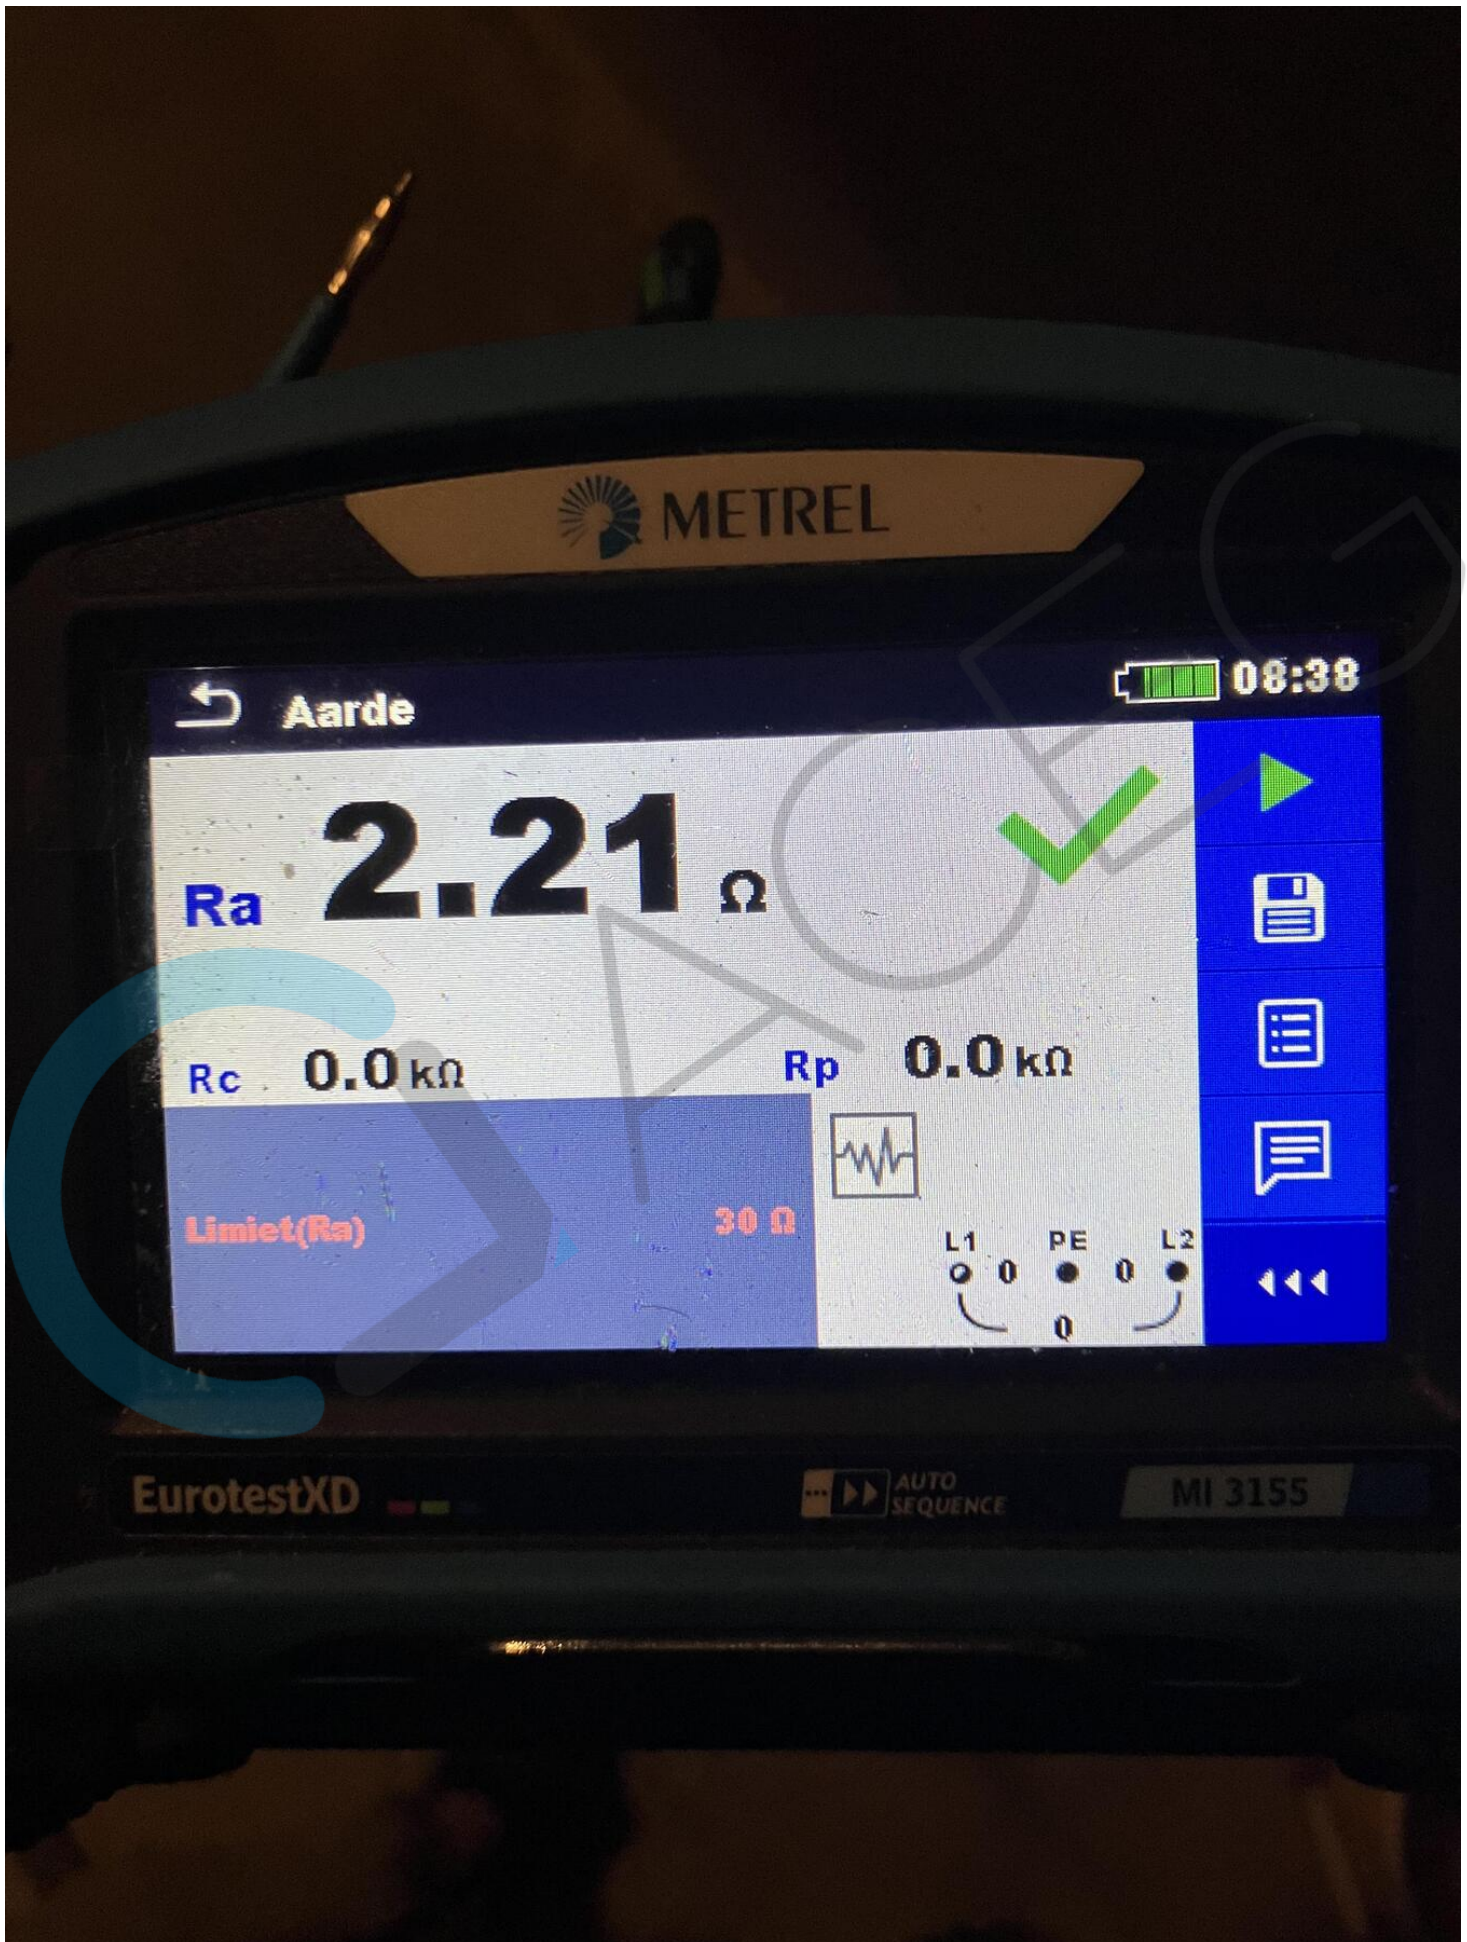 METREL
Aarde 08:38
Ra 2.21 Ω
Rc 0.0 kΩ Rp 0.0 kΩ
Limiet(Ra) 30 Ω
L1 PE L2
0 0
0
EurotestXD
AUTO
SEQUENCE
MI 3155
ACEG